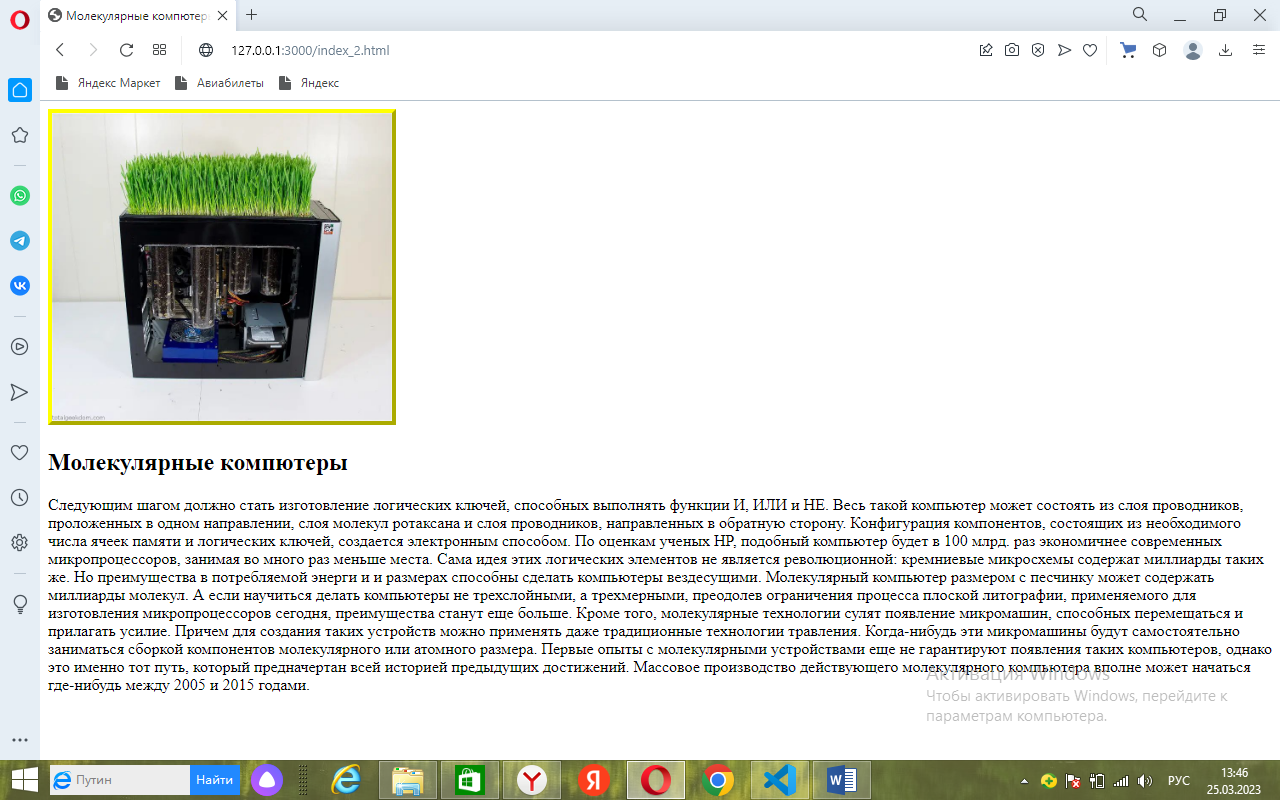 Молекулярные компютеры
127.0.0.1:3000/index_2.html
Яндекс Маркет
Авиабилеты
Яндекс
totalgeekdom.com
Молекулярные компютеры
Следующим шагом должно стать изготовление логических ключей, способных выполнять функции И, ИЛИ и НЕ. Весь такой компьютер может состоять из слоя проводников,
проложенных в одном направлении, слоя молекул ротаксана и слоя проводников, направленных в обратную сторону. Конфигурация компонентов, состоящих из необходимого
числа ячеек памяти и логических ключей, создается электронным способом. По оценкам ученых HP, подобный компьютер будет в 100 млрд. раз экономичнее современных
микропроцессоров, занимая во много раз меньше места. Сама идея этих логических элементов не является революционной: кремниевые микросхемы содержат миллиарды таких
же. Но преимущества в потребляемой энерги и и размерах способны сделать компьютеры вездесущими. Молекулярный компьютер размером с песчинку может содержать
миллиарды молекул. А если научиться делать компьютеры не трехслойными, а трехмерными, преодолев ограничения процесса плоской литографии, применяемого для
изготовления микропроцессоров сегодня, преимущества станут еще больше. Кроме того, молекулярные технологии сулят появление микромашин, способных перемещаться и
прилагать усилие. Причем для создания таких устройств можно применять даже традиционные технологии травления. Когда-нибудь эти микромашины будут самостоятельно
заниматься сборкой компонентов молекулярного или атомного размера. Первые опыты с молекулярными устройствами еще не гарантируют появления таких компьютеров, однако
это именно тот путь, который предначертан всей историей предыдущих достижений. Массовое производство действующего молекулярного компьютера вполне может начаться
где-нибудь между 2005 и 2015 годами.
Активация Windows
Чтобы активировать Windows, перейдите к
параметрам компьютера.
Путин
Найти
РУС
13:46
25.03.2023